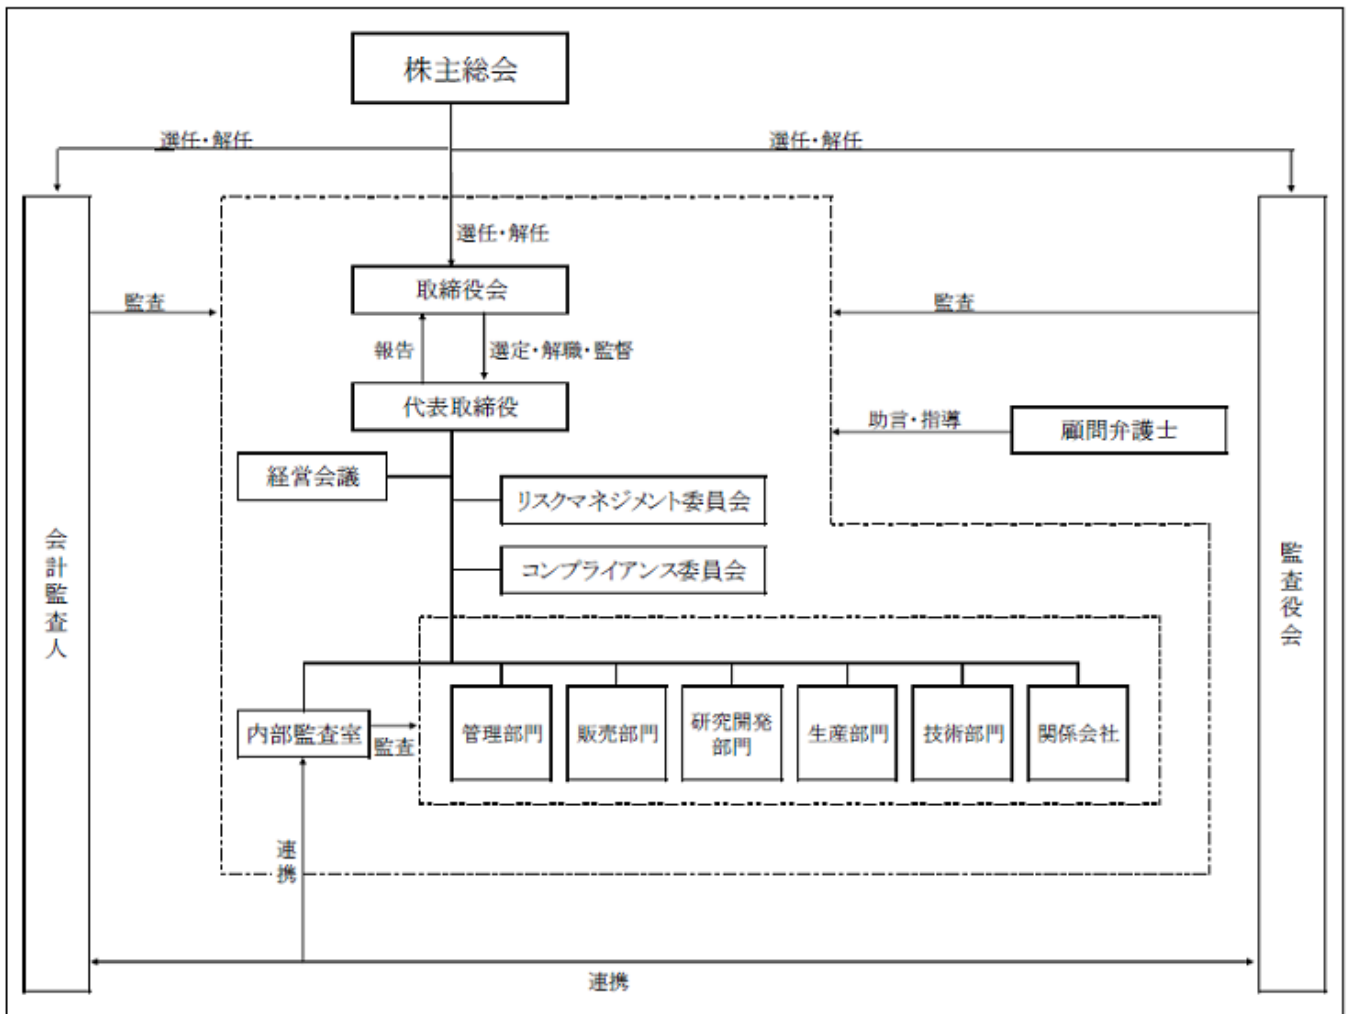 株主総会
選任・解任
選任・解任
選任・解任
取締役会
監査
監査
報告
選定・解職・監督
代表取締役
助言・指導
顧問弁護士
経営会議
リスクマネジメント委員会
コンプライアンス委員会
会計監査人
監査役会
内部監査室
監査
管理部門
販売部門
研究開発
部門
生産部門
技術部門
関係会社
連携
連携